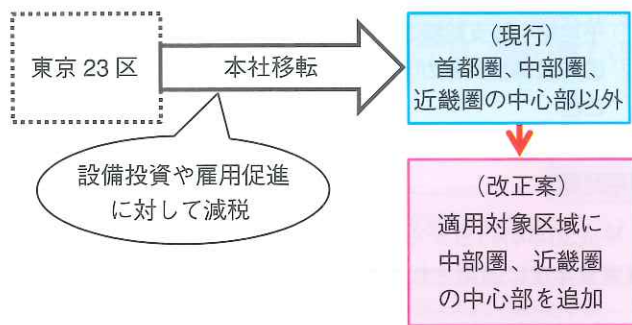 東京 23 区
本社移転
（現行）
首都圏、中部圏、
近畿圏の中心部以外
設備投資や雇用促進
に対して減税
（改正案）
適用対象区域に
中部圏、近畿圏
の中心部を追加